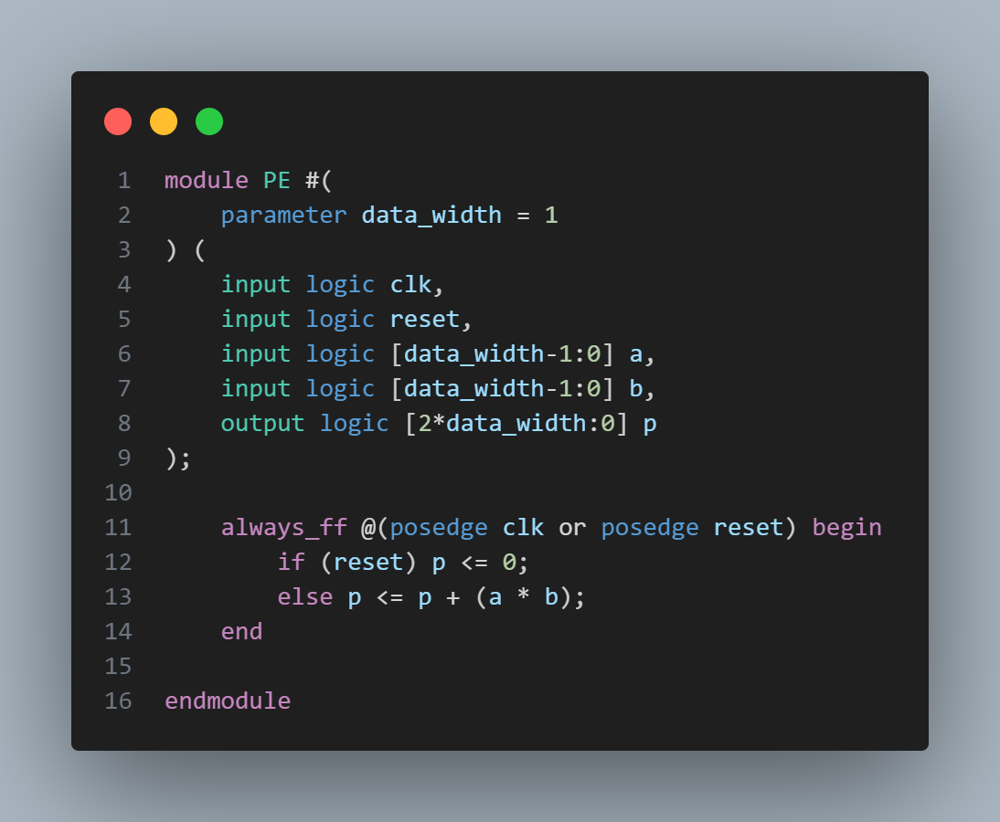 1 module PE #(
2     parameter data_width = 1
3 ) (
4     input logic clk,
5     input logic reset,
6     input logic [data_width-1:0] a,
7     input logic [data_width-1:0] b,
8     output logic [2*data_width:0] p
9 );
10
11     always_ff @(posedge clk or posedge reset) begin
12         if (reset) p <= 0;
13         else p <= p + (a * b);
14     end
15
16 endmodule